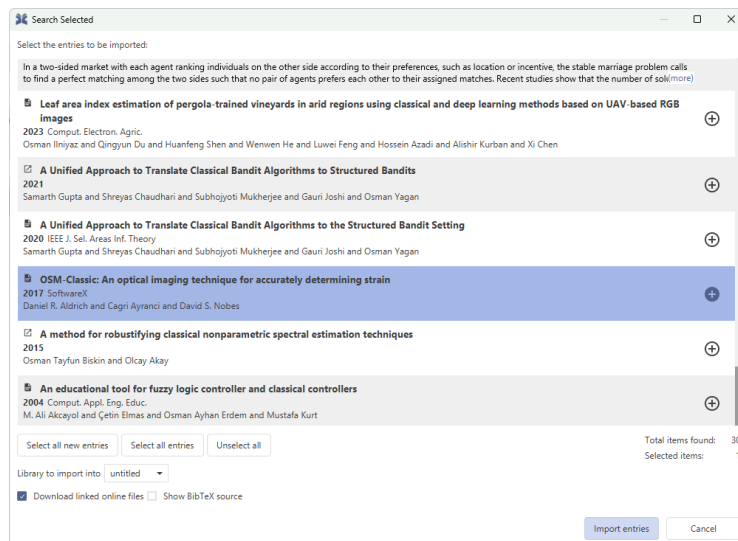 Search Selected
Select the entries to be imported:
In a two-sided market with each agent ranking individuals on the other side according to their preferences, such as location or incentive, the stable marriage problem calls
to find a perfect matching among the two sides such that no pair of agents prefers each other to their assigned matches. Recent studies show that the number of (more)
Leaf area index estimation of pergola-trained vineyards in arid regions using classical and deep learning methods based on UAV-based RGB
images
2023 Comput. Electron. Agric.
Osman Ilniyaz and Qingyun Du and Huanfeng Shen and Wenwen He and Luwei Feng and Hossein Azadi and Alishir Kurban and Xi Chen
A Unified Approach to Translate Classical Bandit Algorithms to Structured Bandits
2021
Samarth Gupta and Shreyas Chaudhari and Subhojyoti Mukherjee and Gauri Joshi and Osman Yagan
A Unified Approach to Translate Classical Bandit Algorithms to the Structured Bandit Setting
2020 IEEE J. Sel. Areas Inf. Theory
Samarth Gupta and Shreyas Chaudhari and Subhojyoti Mukherjee and Gauri Joshi and Osman Yagan
OSM-Classic: An optical imaging technique for accurately determining strain
2017 SoftwareX
Daniel R. Aldrich and Cagri Ayranci and David S. Nobes
A method for robustifying classical nonparametric spectral estimation techniques
2015
Osman Tayfun Biskin and Olcay Akay
An educational tool for fuzzy logic controller and classical controllers
2004 Comput. Appl. Eng. Educ.
M. Ali Akcayol and Çetin Elmas and Osman Ayhan Erdem and Mustafa Kurt
Select all new entries Select all entries Unselect all
Total items found:
Selected items:
Library to import into untitled
Download linked online files Show BibTeX source
Import entries Cancel